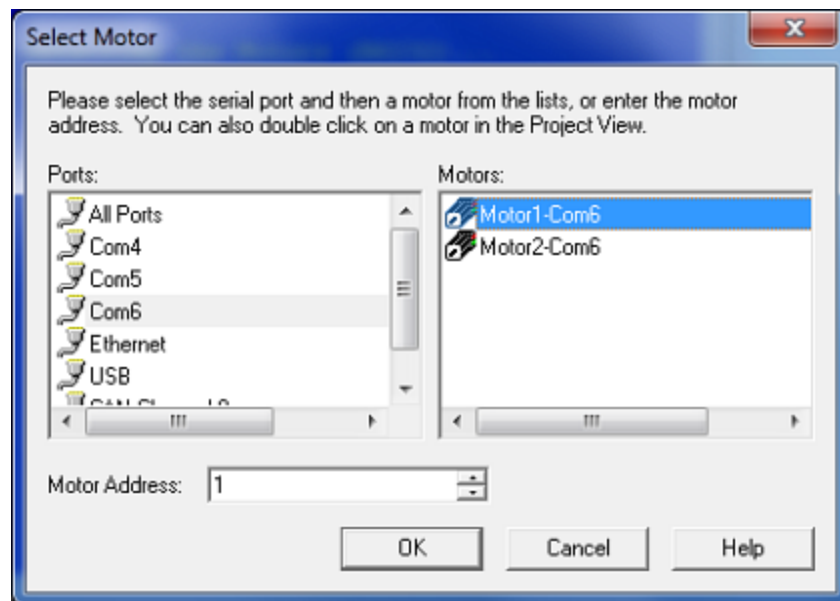 Select Motor
Please select the serial port and then a motor from the lists, or enter the motor
address. You can also double click on a motor in the Project View.
Ports:
Motors:
All Ports
Com4
Com5
Com6
Ethernet
USB
Motor1-Com6
Motor2-Com6
Motor Address:
1
OK
Cancel
Help